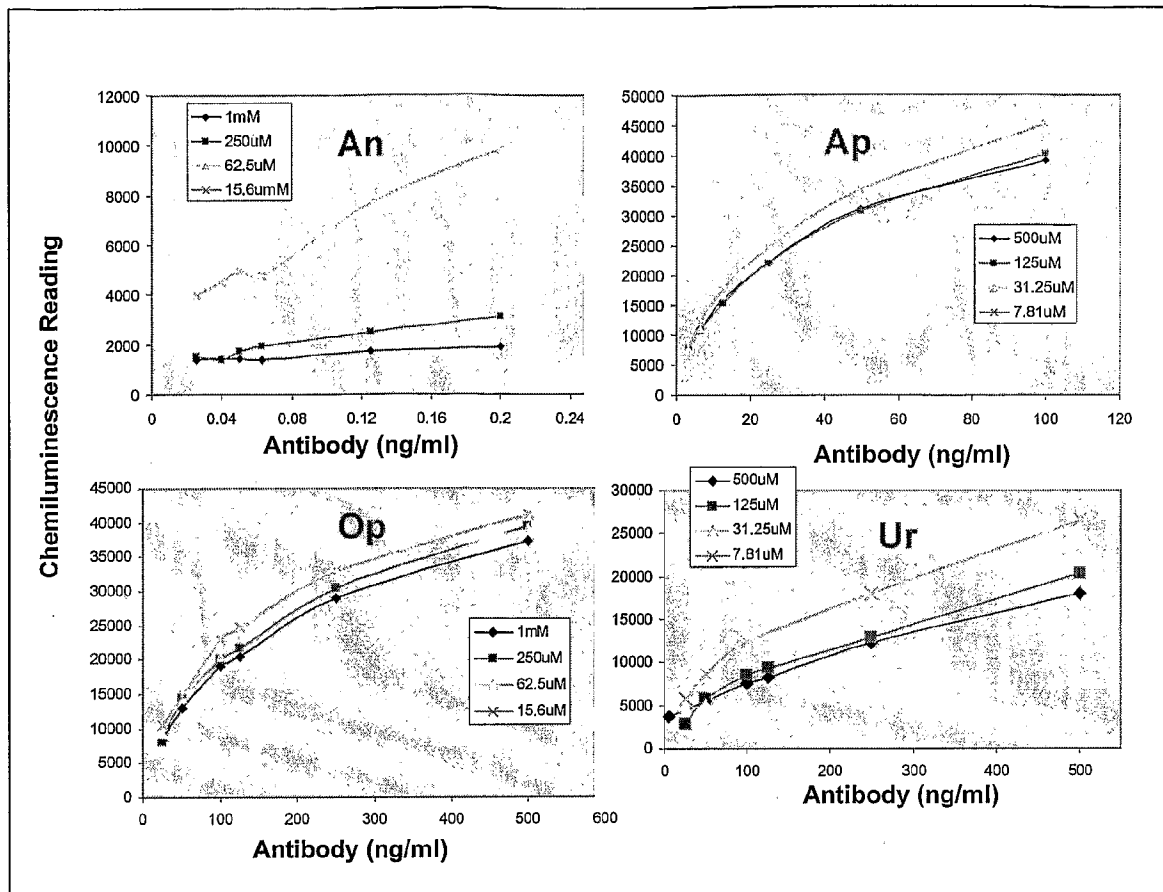 Chemiluminescence Reading
An
12000
10000
8000
6000
4000
2000
0
0 0.04 0.08 0.12 0.16 0.2 0.24
1mM
250uM
62.5uM
15.6umM
Antibody (ng/ml)
Ap
50000
45000
40000
35000
30000
25000
20000
15000
10000
5000
0
0 20 40 60 80 100 120
500uM
125uM
31.25uM
7.81uM
Antibody (ng/ml)
Op
45000
40000
35000
30000
25000
20000
15000
10000
5000
0
0 100 200 300 400 500 600
1mM
250uM
62.5uM
15.6uM
Antibody (ng/ml)
Ur
500uM
125uM
31.25uM
7.81uM
30000
25000
20000
15000
10000
5000
0
0 100 200 300 400 500
Antibody (ng/ml)